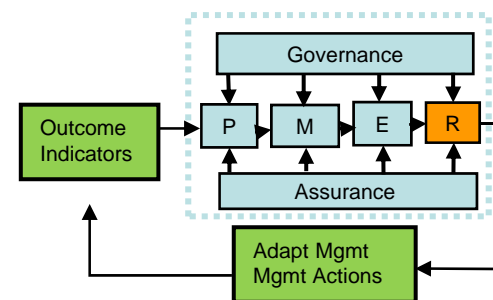 Governance
P
M
E
R
Outcome
Indicators
Assurance
Adapt Mgmt
Mgmt Actions